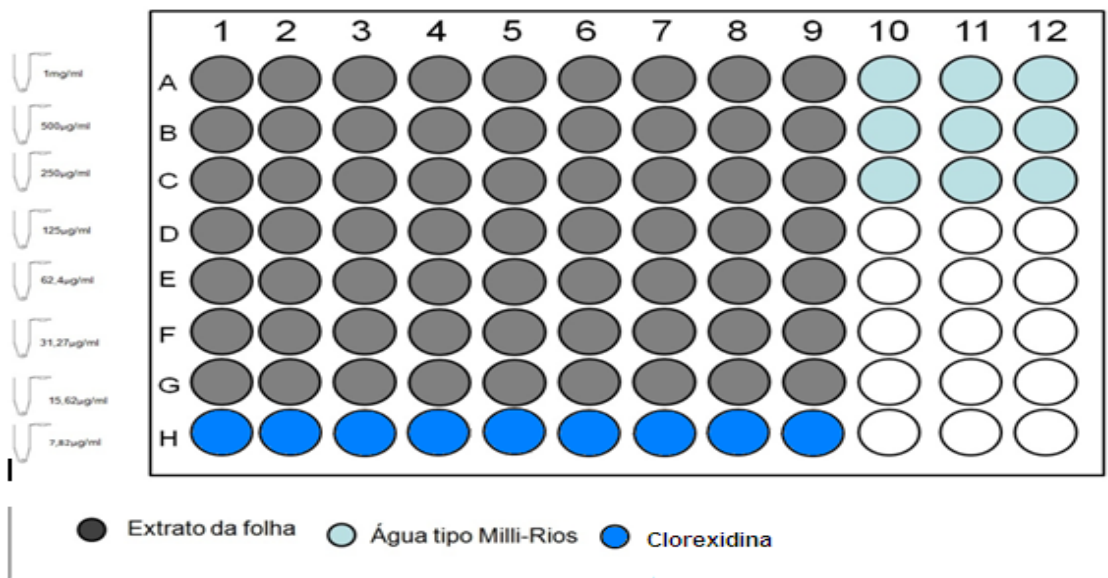 1 2 3 4 5 6 7 8 9 10 11 12
1mg/ml
A
500µg/ml
B
250µg/ml
C
125µg/ml
D
62,4µg/ml
E
31,27µg/ml
F
15,62µg/ml
G
7,82µg/ml
H
Extrato da folha
Água tipo Milli-Rios
Clorexidina